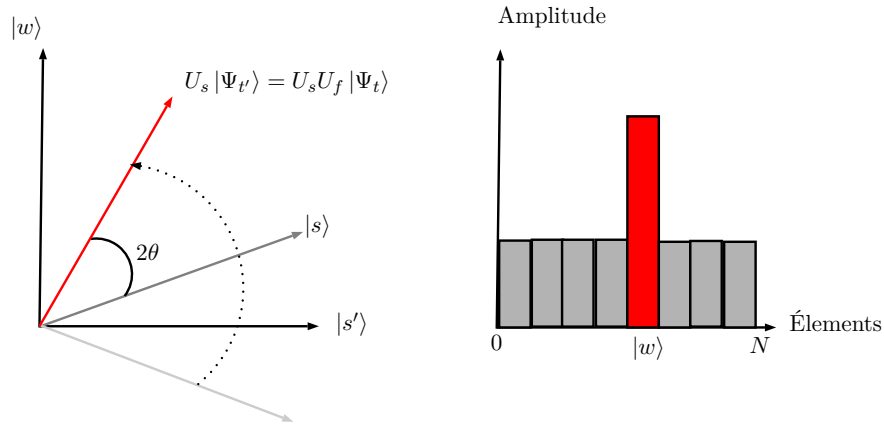 |w⟩
U_s |Ψ_{t'}⟩ = U_s U_f |Ψ_t⟩
|s⟩
2θ
|s'⟩
Amplitude
Élements
0
|w⟩
N